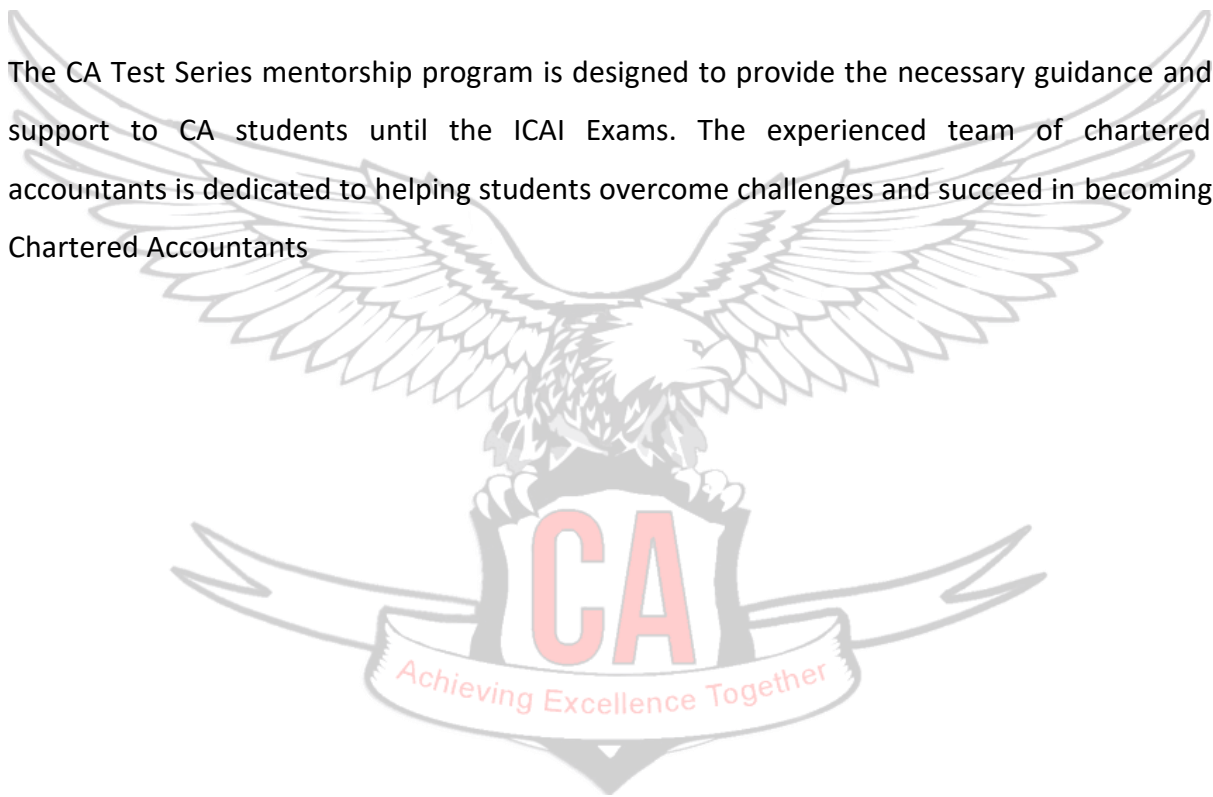 The CA Test Series mentorship program is designed to provide the necessary guidance and
support to CA students until the ICAI Exams. The experienced team of chartered
accountants is dedicated to helping students overcome challenges and succeed in becoming
Chartered Accountants
CA
Achieving Excellence Together